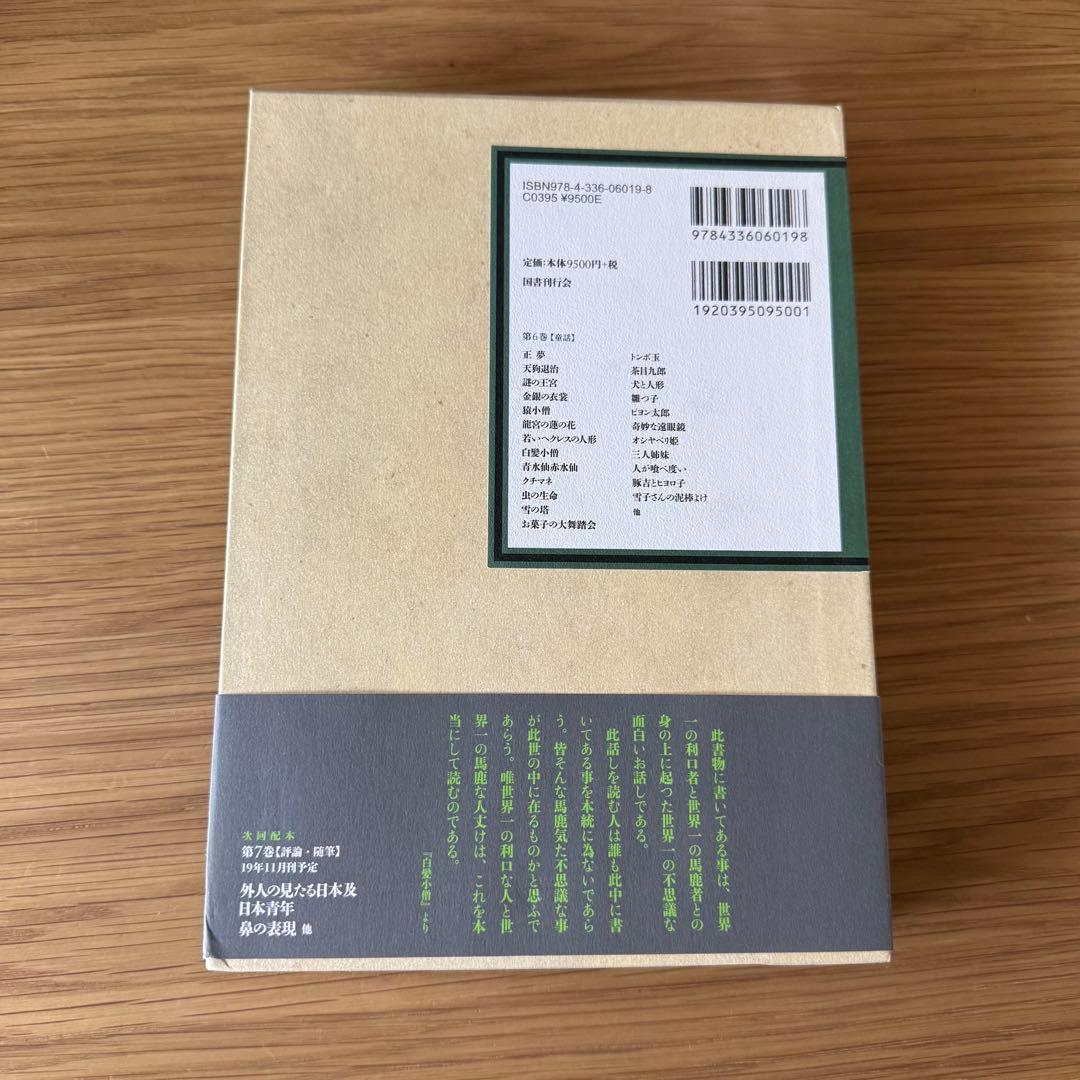 ISBN978-4-336-06019-8
C0395 ¥9500E
9784336060198
定価:本体9500円+税
国書刊行会
1920395095001
第6巻【童話】
正夢
天狗退治
謎の王宮
金銀の衣裳
猿小僧
龍宮の蓮の花
若いヘクレスの人形
白髪小僧
青水仙赤水仙
クチマネ
虫の生命
雪の塔
お菓子の大舞踏会
トンボ玉
茶目九郎
犬と人形
雛つ子
ピヨン太郎
奇妙な遠眼鏡
オシヤベリ姫
三人姉妹
人が喰べ度い
豚吉とヒヨロ子
雪子さんの泥棒よけ
他
此書物に書いてある事は、世界
一の利口者と世界一の馬鹿者との
身の上に起つた世界一の不思議な
面白いお話しである。
此話しを読む人は誰も此中に書
いてある事を本統に為ないであら
う。皆そんな馬鹿気た不思議な事
が此世の中に在るものかと思ふで
あらう。唯世界一の利口な人と世
界一の馬鹿な人丈けは、これを本
当にして読むのである。
『白髪小僧』より
次回配本
第7巻【評論・随筆】
19年11月刊予定
外人の見たる日本及
日本青年
鼻の表現 他